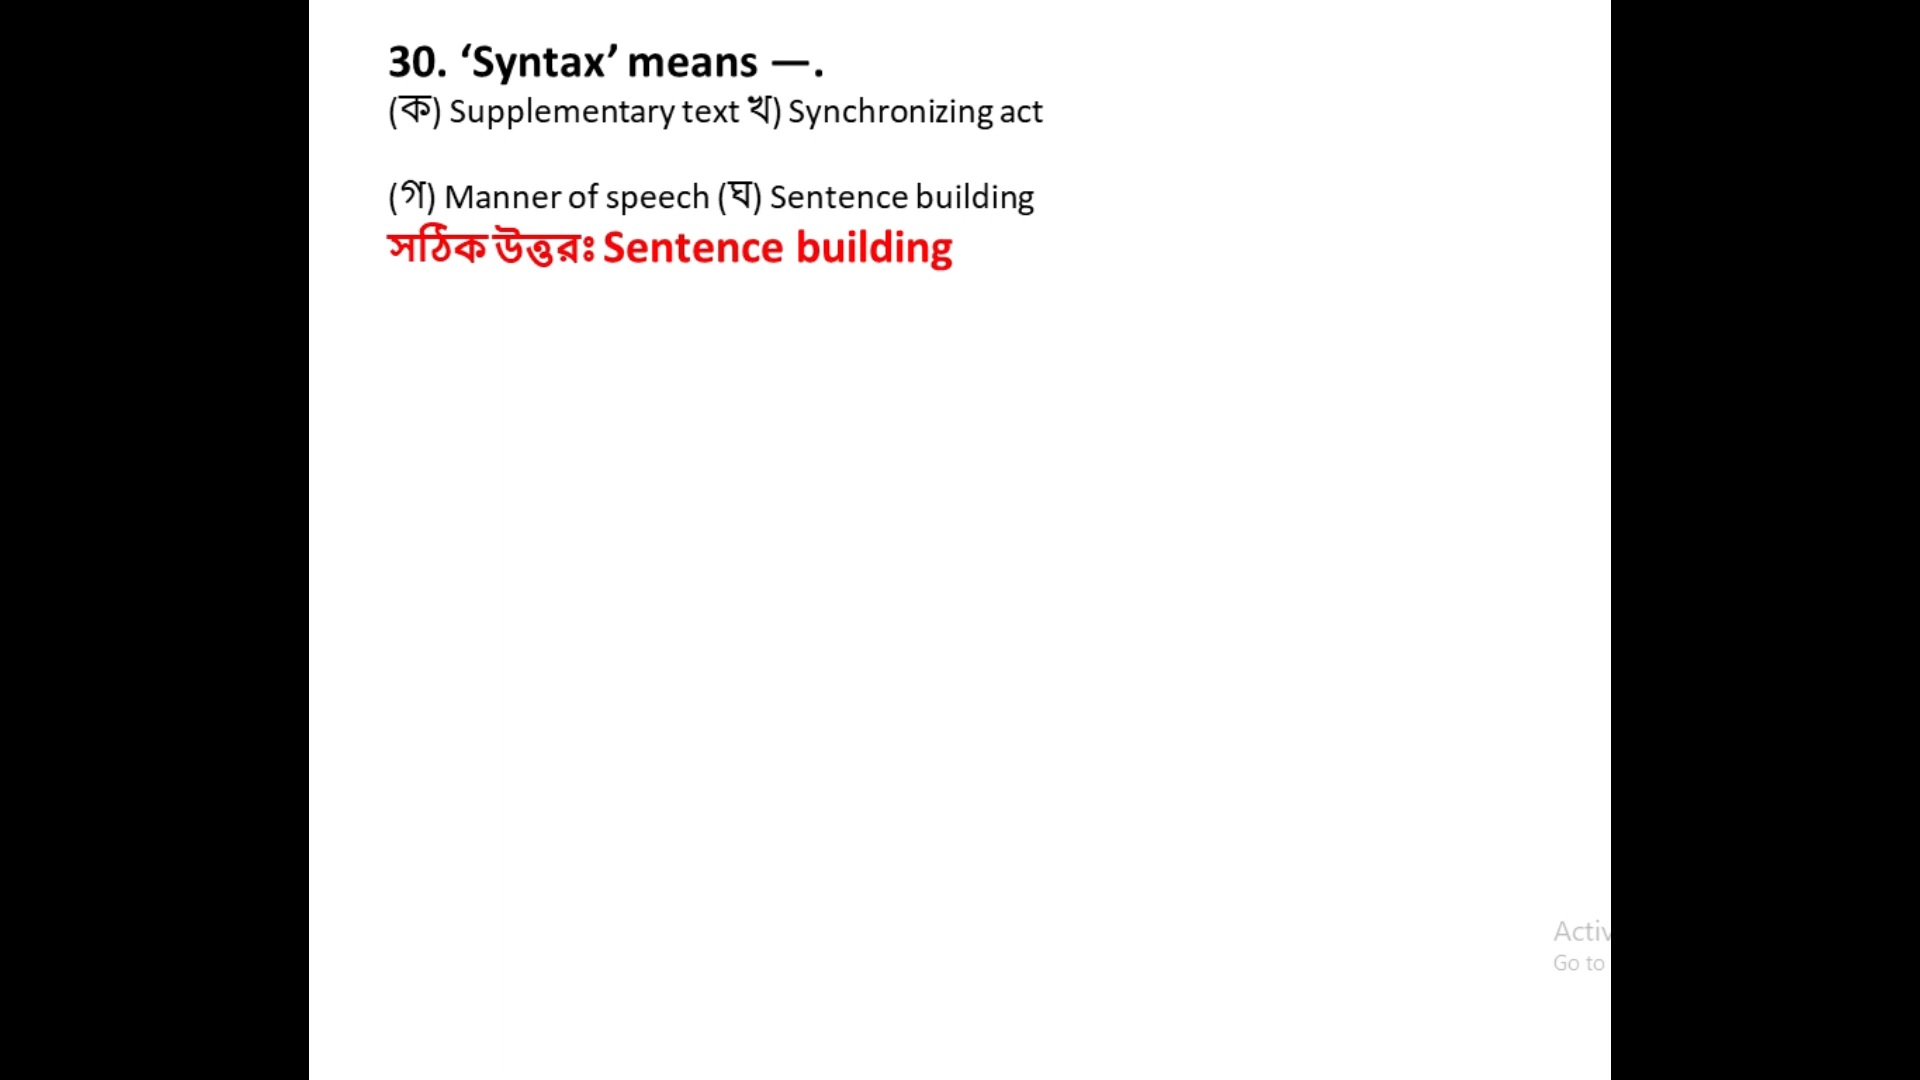 30. ‘Syntax’ means —.
(ক) Supplementary text খ) Synchronizing act
(গ) Manner of speech (ঘ) Sentence building
সঠিক উত্তরঃ Sentence building
Activ
Go to